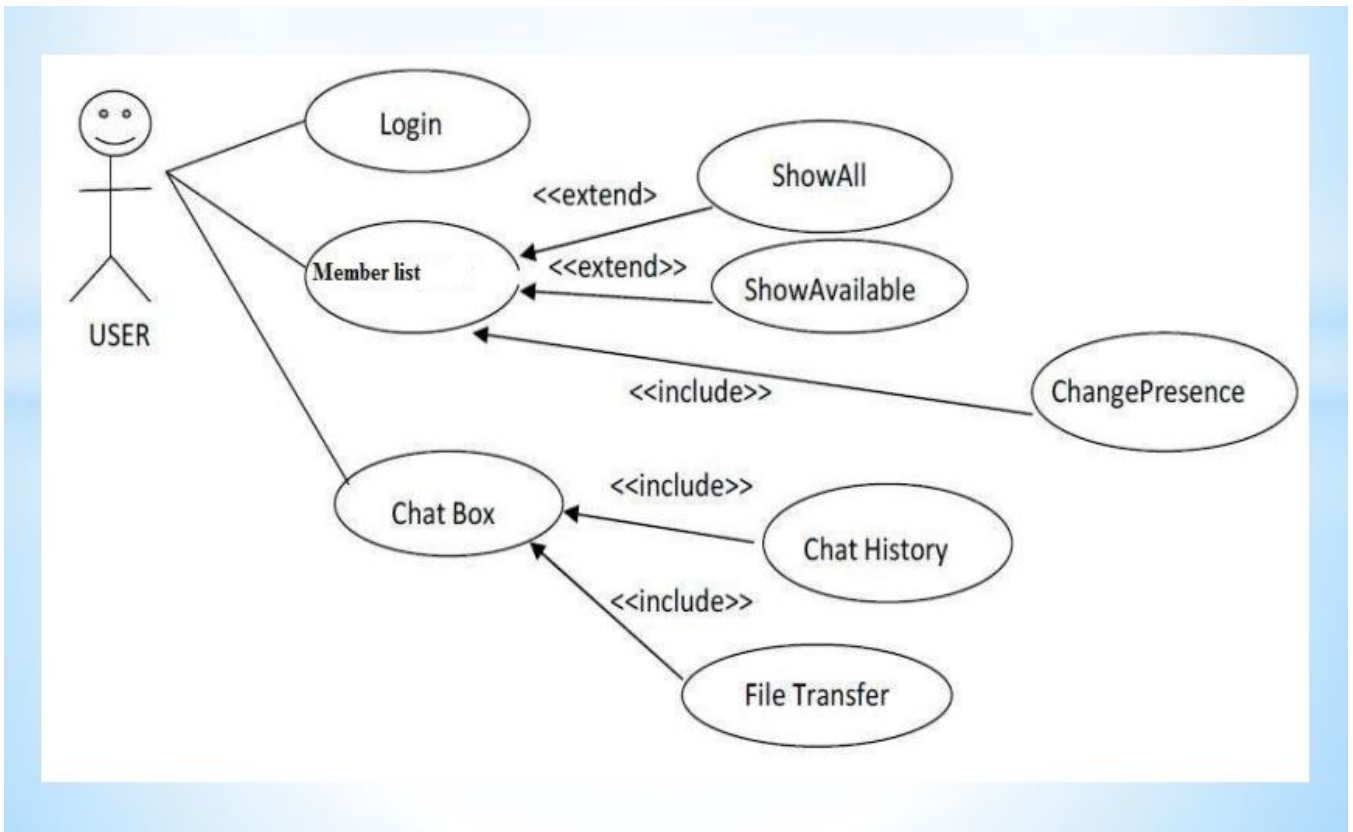 Login
ShowAll
<<extend>
Member list
<<extend>>
ShowAvailable
USER
<<include>>
ChangePresence
<<include>>
Chat Box
Chat History
<<include>>
File Transfer